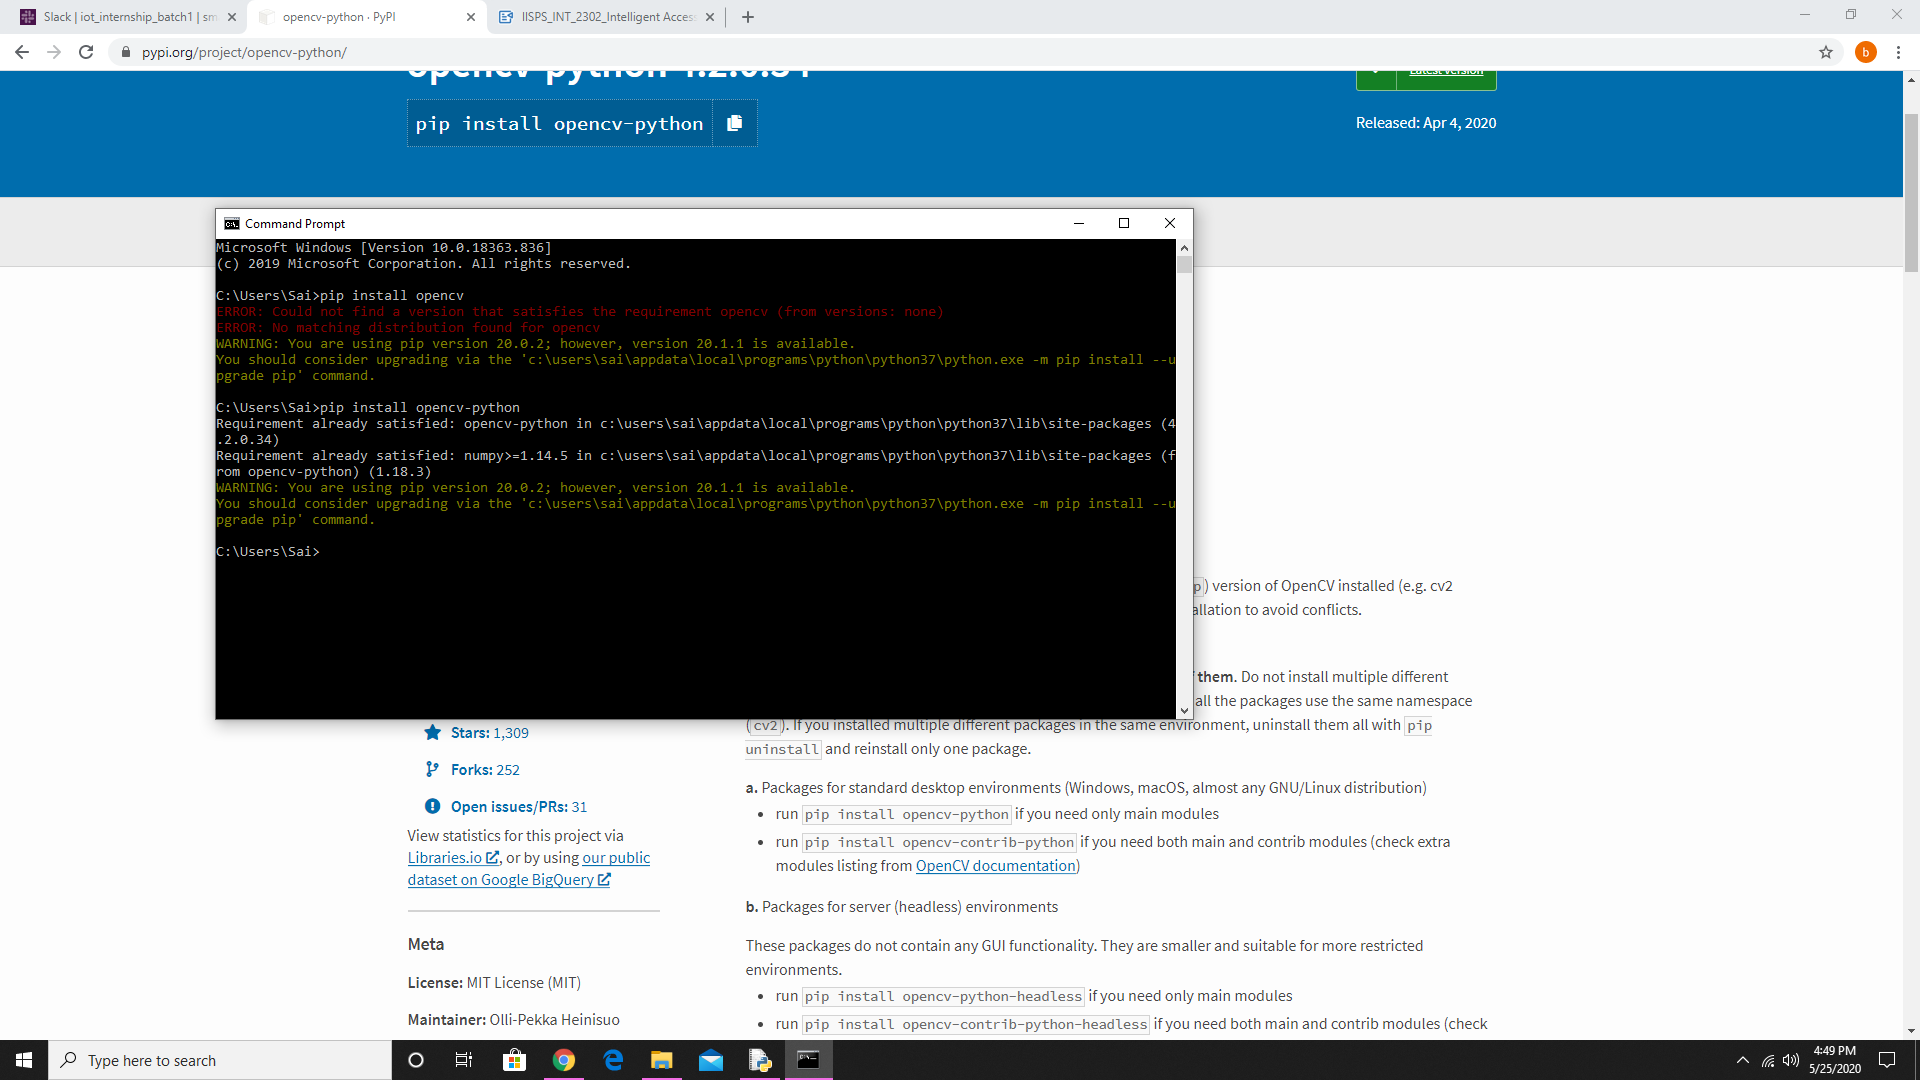 Slack | iot_internship_batch1 | sm
opencv-python · PyPI
IISPS_INT_2302_Intelligent Acces
pypi.org/project/opencv-python/
b
opencv-python 4.2.0.34
Latest version
pip install opencv-python
Released: Apr 4, 2020
Command Prompt
Microsoft Windows [Version 10.0.18363.836]
(c) 2019 Microsoft Corporation. All rights reserved.
C:\Users\Sai>pip install opencv
ERROR: Could not find a version that satisfies the requirement opencv (from versions: none)
ERROR: No matching distribution found for opencv
WARNING: You are using pip version 20.0.2; however, version 20.1.1 is available.
You should consider upgrading via the 'c:\users\sai\appdata\local\programs\python\python37\python.exe -m pip install --u
pgrade pip' command.
C:\Users\Sai>pip install opencv-python
Requirement already satisfied: opencv-python in c:\users\sai\appdata\local\programs\python\python37\lib\site-packages (4
.2.0.34)
Requirement already satisfied: numpy>=1.14.5 in c:\users\sai\appdata\local\programs\python\python37\lib\site-packages (f
rom opencv-python) (1.18.3)
WARNING: You are using pip version 20.0.2; however, version 20.1.1 is available.
You should consider upgrading via the 'c:\users\sai\appdata\local\programs\python\python37\python.exe -m pip install --u
pgrade pip' command.
C:\Users\Sai>
p) version of OpenCV installed (e.g. cv2
allation to avoid conflicts.
them. Do not install multiple different
all the packages use the same namespace
(cv2). If you installed multiple different packages in the same environment, uninstall them all with pip
uninstall and reinstall only one package.
Stars: 1,309
Forks: 252
Open issues/PRs: 31
View statistics for this project via
Libraries.io, or by using our public
dataset on Google BigQuery
Meta
License: MIT License (MIT)
Maintainer: Olli-Pekka Heinisuo
a. Packages for standard desktop environments (Windows, macOS, almost any GNU/Linux distribution)
run pip install opencv-python if you need only main modules
run pip install opencv-contrib-python if you need both main and contrib modules (check extra
modules listing from OpenCV documentation)
b. Packages for server (headless) environments
These packages do not contain any GUI functionality. They are smaller and suitable for more restricted
environments.
run pip install opencv-python-headless if you need only main modules
run pip install opencv-contrib-python-headless if you need both main and contrib modules (check
Type here to search
4:49 PM
5/25/2020